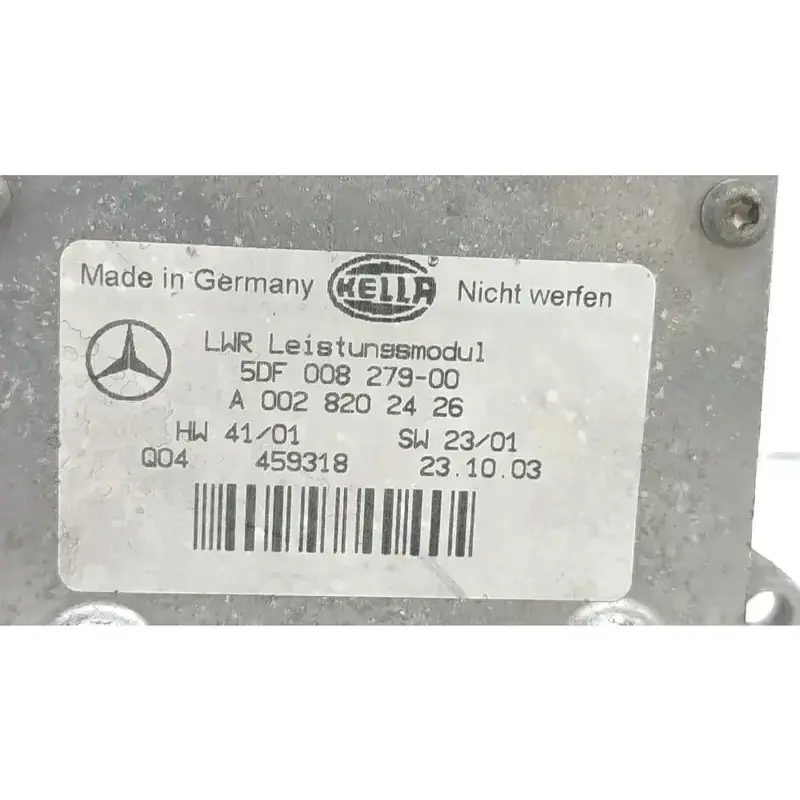 Made in Germany HELLA Nicht werfen
LWR Leistungsmodul
5DF 008 279-00
A 002 820 24 26
HW 41/01 SW 23/01
Q04 459318 23.10.03